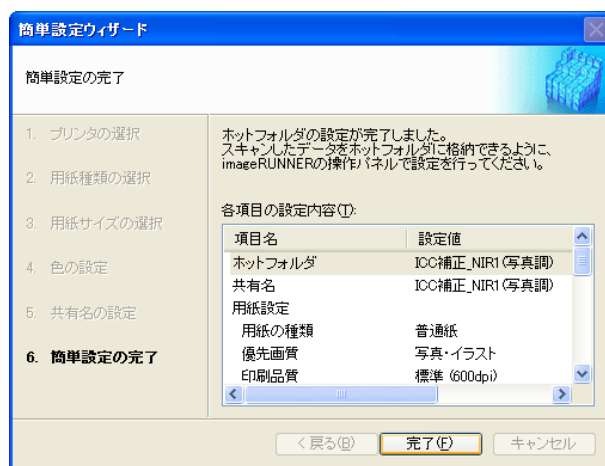 簡単設定ウィザード
簡単設定の完了
1. プリンタの選択
2. 用紙種類の選択
3. 用紙サイズの選択
4. 色の設定
5. 共有名の設定
6. 簡単設定の完了
ホットフォルダの設定が完了しました。
スキャンしたデータをホットフォルダに格納できるように、
imageRUNNERの操作パネルで設定を行ってください。
各項目の設定内容(T):
項目名 設定値
ホットフォルダ ICC補正_NIR1(写真調)
共有名 ICC補正_NIR1(写真調)
用紙設定
用紙の種類 普通紙
優先画質 写真・イラスト
印刷品質 標準 (600dpi)
< 戻る(B) 完了(F) キャンセル